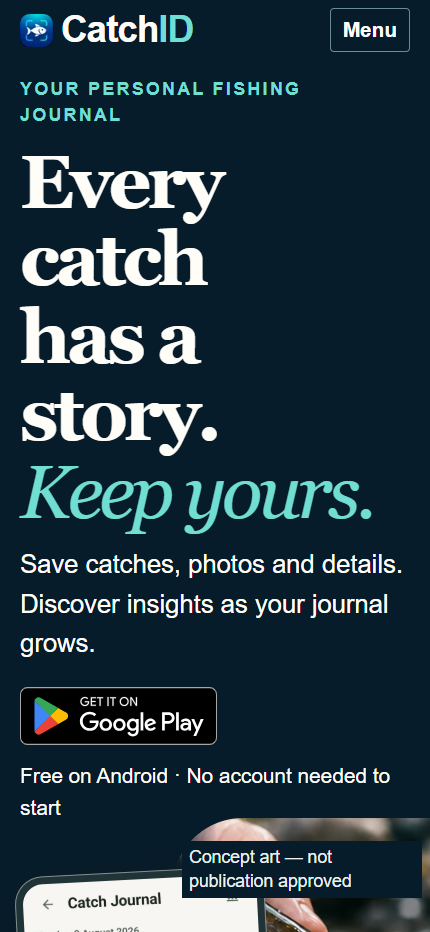 CatchID
Menu
YOUR PERSONAL FISHING
JOURNAL
Every
catch
has a
story.
Keep yours.
Save catches, photos and details.
Discover insights as your journal
grows.
GET IT ON
Google Play
Free on Android · No account needed to
start
Concept art — not
publication approved
Catch Journal
August 2026